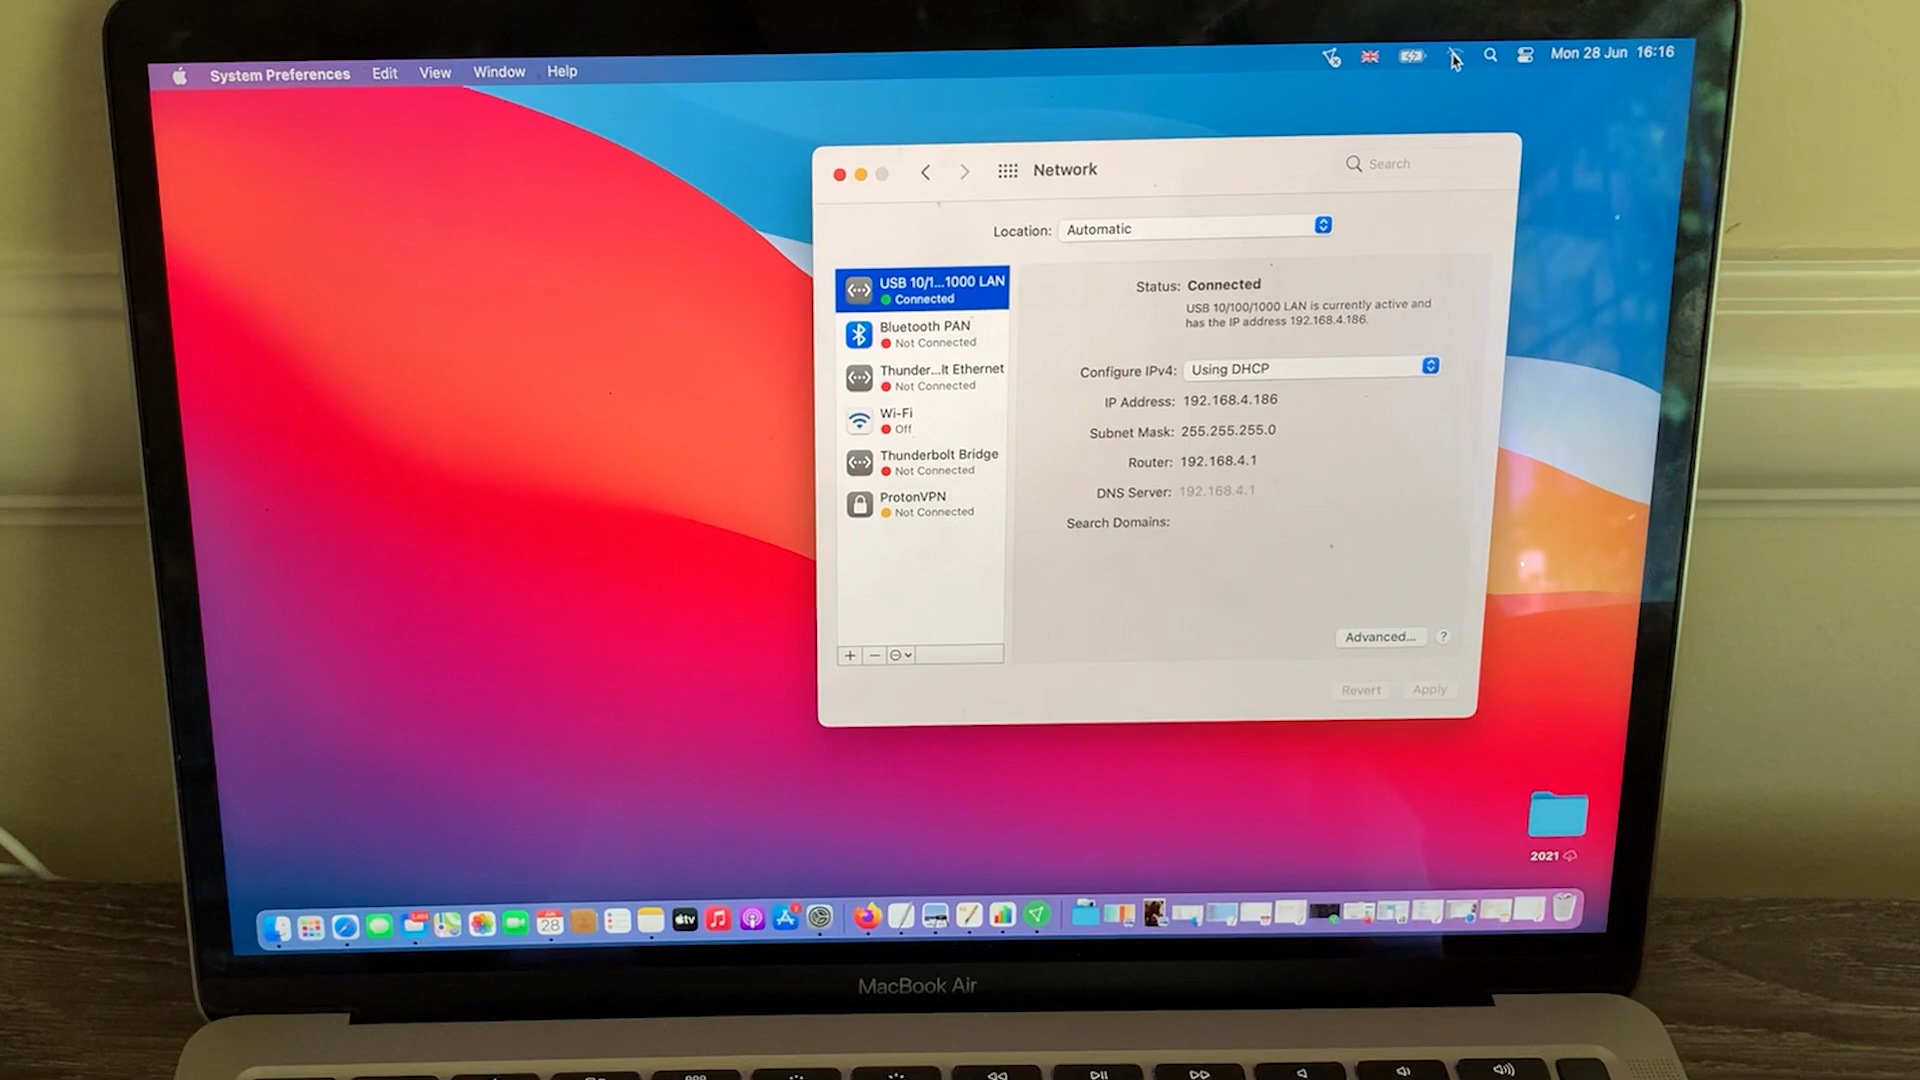 System Preferences Edit View Window Help
Mon 28 Jun 16:16
Network
Search
Location: Automatic
USB 10/1...1000 LAN
Connected
Bluetooth PAN
Not Connected
Thunder...lt Ethernet
Not Connected
Wi-Fi
Off
Thunderbolt Bridge
Not Connected
ProtonVPN
Not Connected
Status: Connected
USB 10/100/1000 LAN is currently active and
has the IP address 192.168.4.186.
Configure IPv4: Using DHCP
IP Address: 192.168.4.186
Subnet Mask: 255.255.255.0
Router: 192.168.4.1
DNS Server: 192.168.4.1
Search Domains:
Advanced... ?
Revert Apply
2021
tv
28
MacBook Air